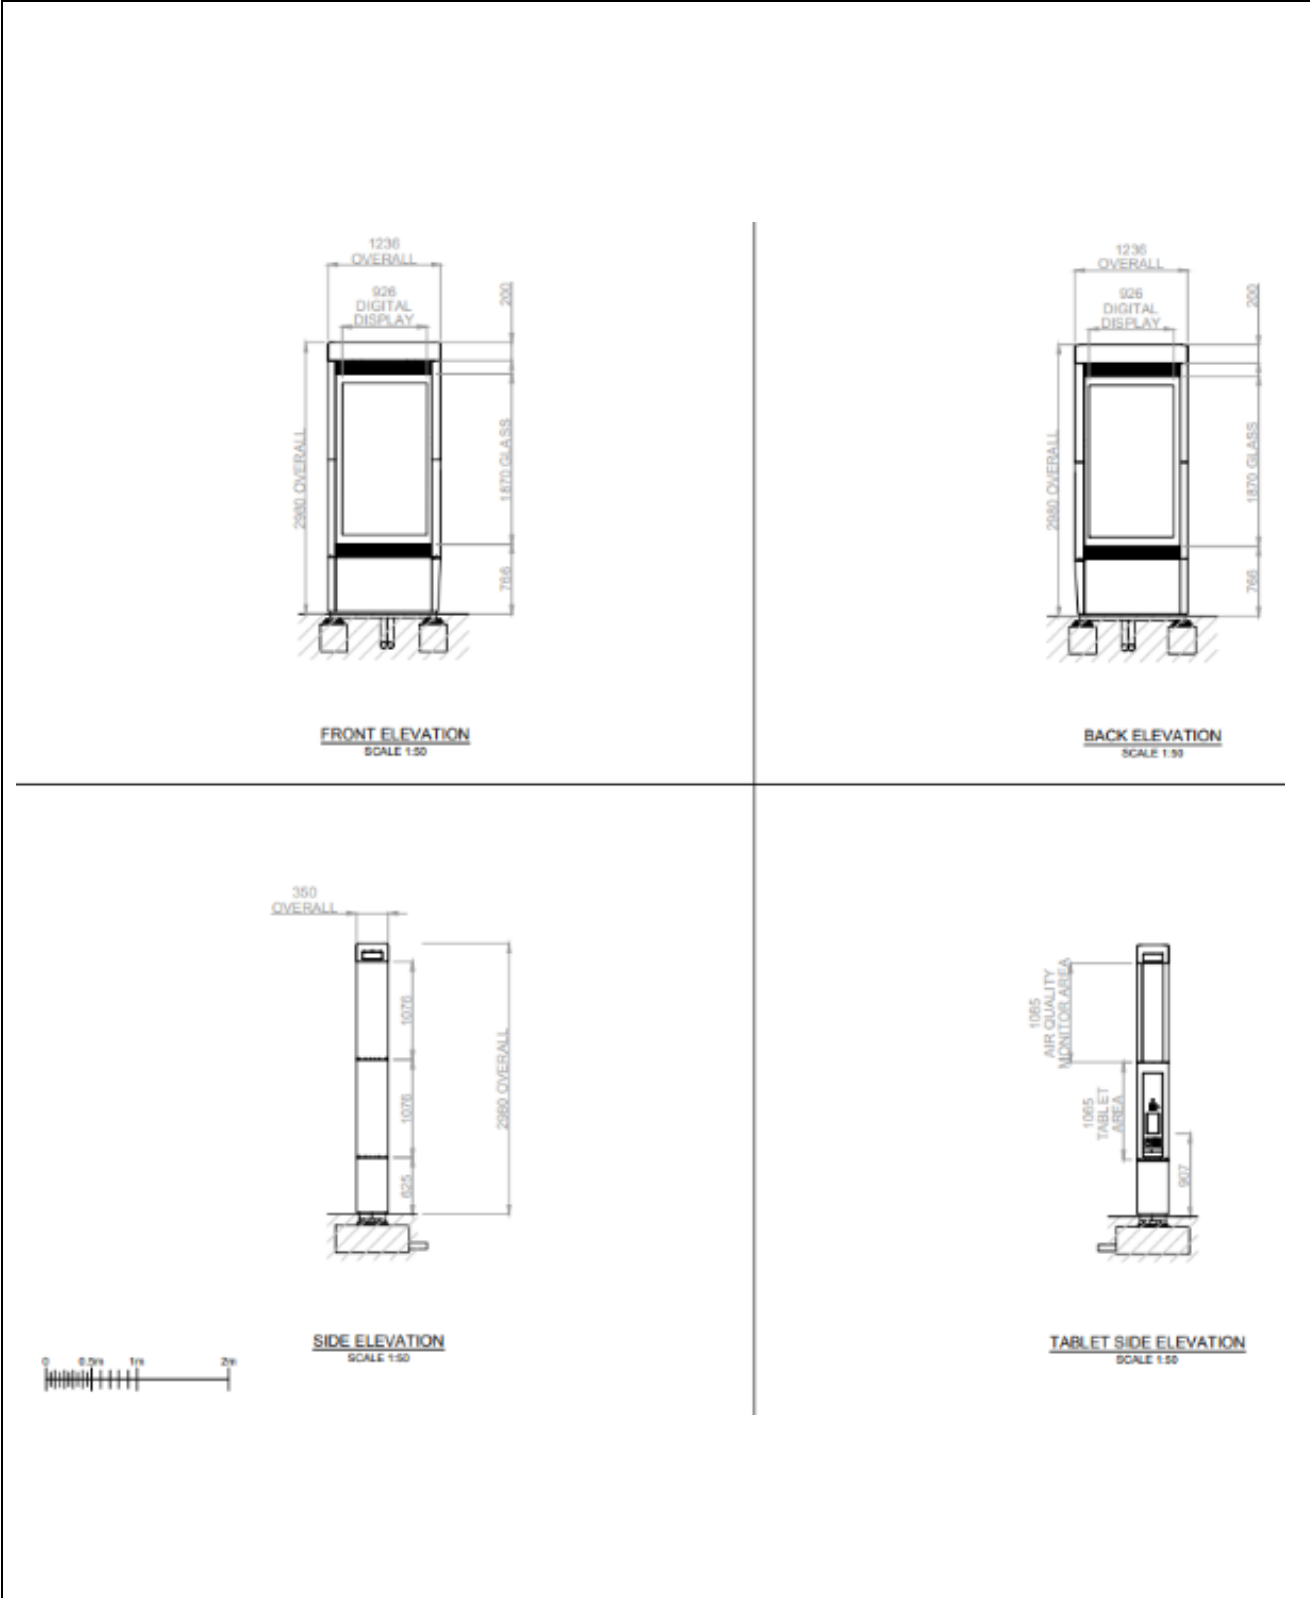 1236
OVERALL
926
DIGITAL
DISPLAY
200
2980 OVERALL
1870 GLASS
766
FRONT ELEVATION
SCALE 1:50
1236
OVERALL
926
DIGITAL
DISPLAY
200
2980 OVERALL
1870 GLASS
766
BACK ELEVATION
SCALE 1:50
350
OVERALL
1076
1076
625
2980 OVERALL
SIDE ELEVATION
SCALE 1:50
0 0.5m 1m 2m
1065
AIR QUALITY
MONITOR AREA
1065
TABLET
AREA
907
TABLET SIDE ELEVATION
SCALE 1:50